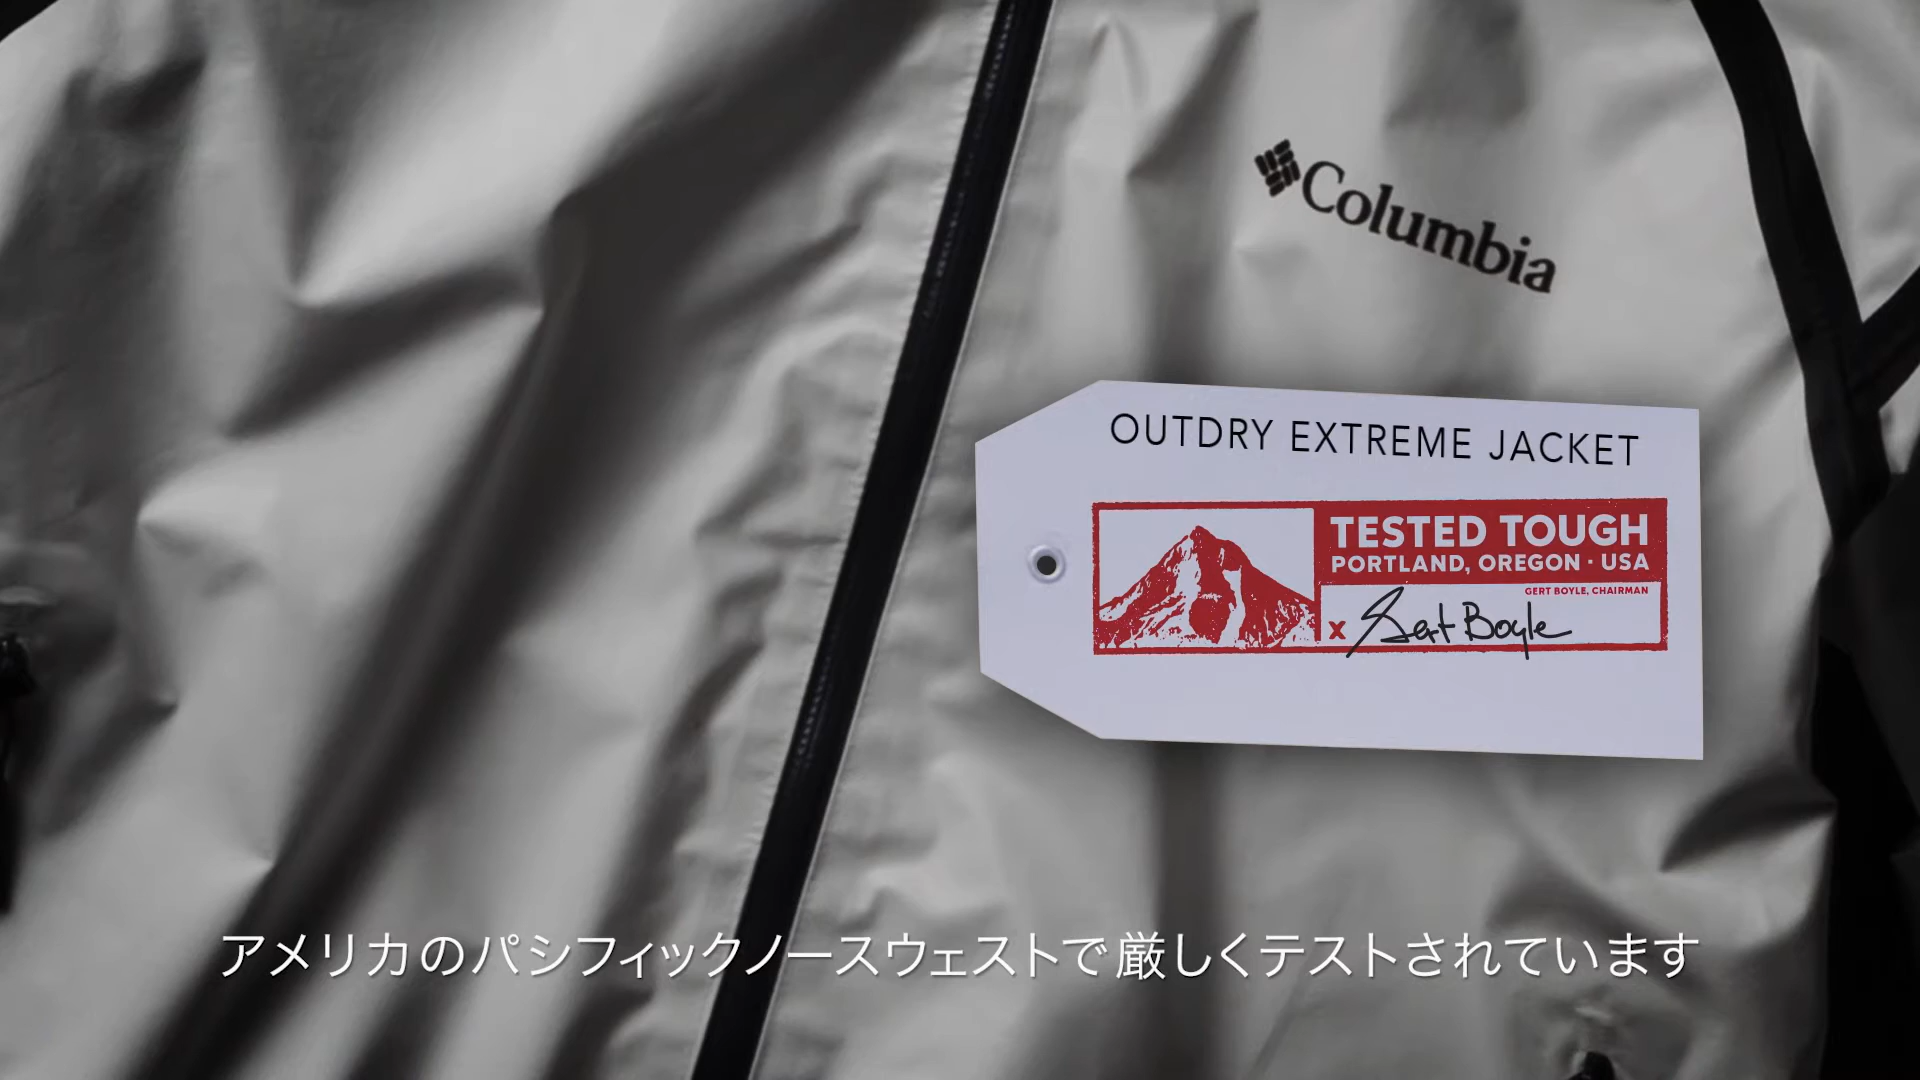 Columbia
OUTDRY EXTREME JACKET
TESTED TOUGH
PORTLAND, OREGON · USA
GERT BOYLE, CHAIRMAN
x Gert Boyle
アメリカのパシフィックノースウェストで厳しくテストされています